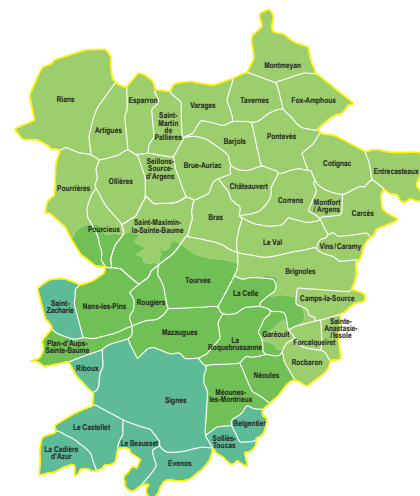 Montmeyan
Rians
Esparron
Saint-
Martin
de
Pallières
Varages
Tavernes
Fox-Amphoux
Artigues
Barjols
Pontevès
Seillons-
Source-
d'Argens
Brue-Auriac
Cotignac
Entrecasteaux
Pourrières
Ollières
Châteauvert
Correns
Montfort
/ Argens
Carcès
Saint-Maximin-
la-Sainte-Baume
Bras
Pourcieux
Le Val
Vins / Caramy
Brignoles
Tourves
La Celle
Camps-la-Source
Saint-
Zacharie
Nans-les-Pins
Rougiers
Sainte-
Anastasie-
/Issole
Mazaugues
La
Roquebrussanne
Garéoult
Forcalqueiret
Plan-d'Aups-
Sainte-Baume
Rocbaron
Riboux
Néoules
Signes
Méounes-
les-Montrieux
Le Castellet
Belgentier
La Cadière
d'Azur
Le Beausset
Solliès-
Toucas
Evenos